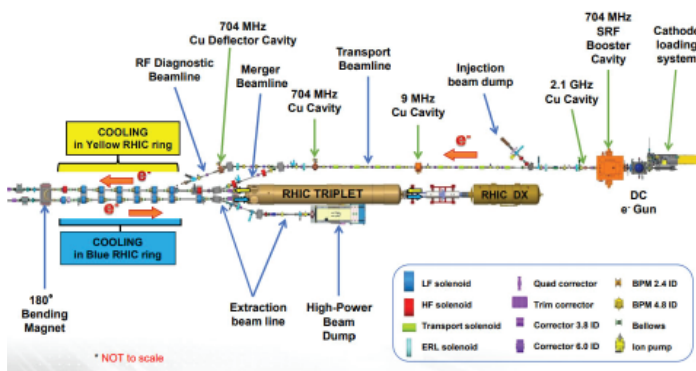 704 MHz
Cu Deflector Cavity
RF Diagnostic
Beamline
Merger
Beamline
704 MHz
Cu Cavity
Transport
Beamline
9 MHz
Cu Cavity
Injection
beam dump
2.1 GHz
Cu Cavity
704 MHz
SRF
Booster
Cavity
Cathode
loading
system
COOLING
in Yellow RHIC ring
e-
e-
RHIC TRIPLET
RHIC DX
DC
e- Gun
e-
COOLING
in Blue RHIC ring
180°
Bending
Magnet
Extraction
beam line
High-Power
Beam
Dump
* NOT to scale
LF solenoid
HF solenoid
Transport solenoid
ERL solenoid
Quad corrector
Trim corrector
Corrector 3.8 ID
Corrector 6.0 ID
BPM 2.4 ID
BPM 4.8 ID
Bellows
Ion pump